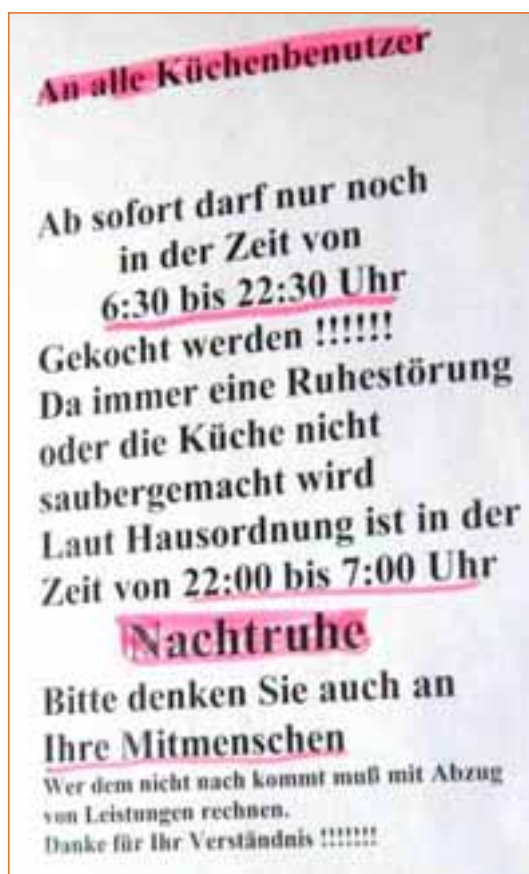 An alle Küchenbenutzer
Ab sofort darf nur noch
in der Zeit von
6:30 bis 22:30 Uhr
Gekocht werden !!!!!!
Da immer eine Ruhestörung
oder die Küche nicht
saubergemacht wird
Laut Hausordnung ist in der
Zeit von 22:00 bis 7:00 Uhr
Nachtruhe
Bitte denken Sie auch an
Ihre Mitmenschen
Wer dem nicht nach kommt muß mit Abzug
von Leistungen rechnen.
Danke für Ihr Verständnis !!!!!!!